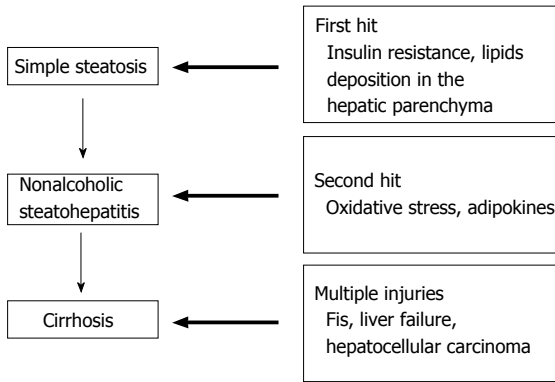 First hit
Insulin resistance, lipids
deposition in the
hepatic parenchyma
Simple steatosis
Second hit
Oxidative stress, adipokines
Nonalcoholic
steatohepatitis
Multiple injuries
Fis, liver failure,
hepatocellular carcinoma
Cirrhosis